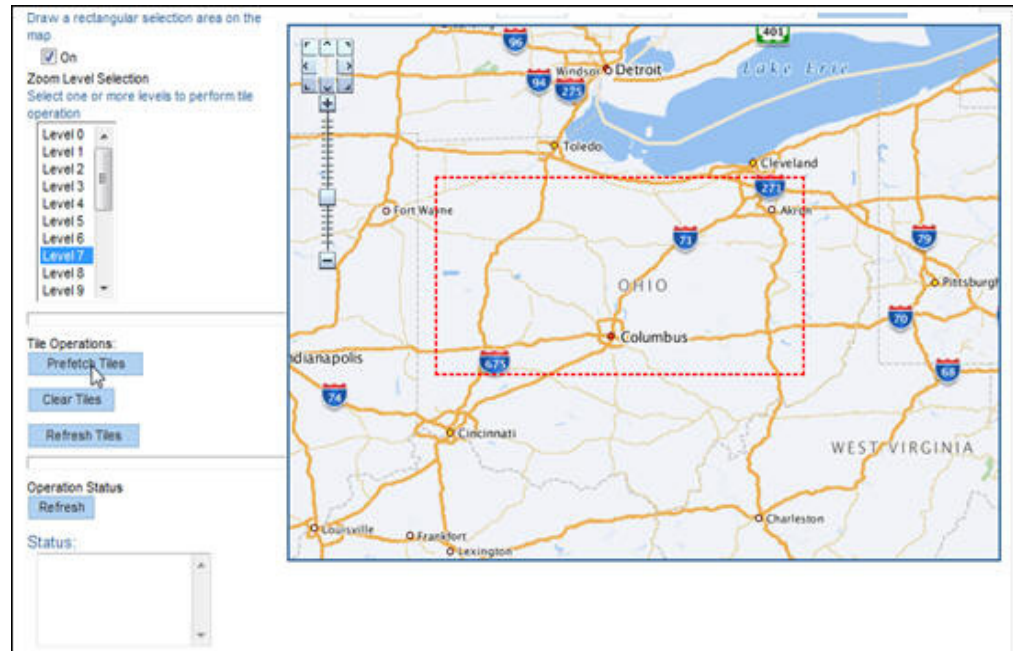 Draw a rectangular selection area on the
map
On
Zoom Level Selection
Select one or more levels to perform tile
operation
Level 0
Level 1
Level 2
Level 3
Level 4
Level 5
Level 6
Level 7
Level 8
Level 9
Tile Operations:
Prefetch Tiles
Clear Tiles
Refresh Tiles
Operation Status
Refresh
Status:
96
401
Windsor
Detroit
Lake Erie
94
275
Toledo
Cleveland
271
Fort Wayne
Akron
71
79
OHIO
Pittsburgh
70
Columbus
dianapolis
675
68
74
Cincinnati
WEST VIRGINIA
Charleston
Louisville
Frankfort
Lexington